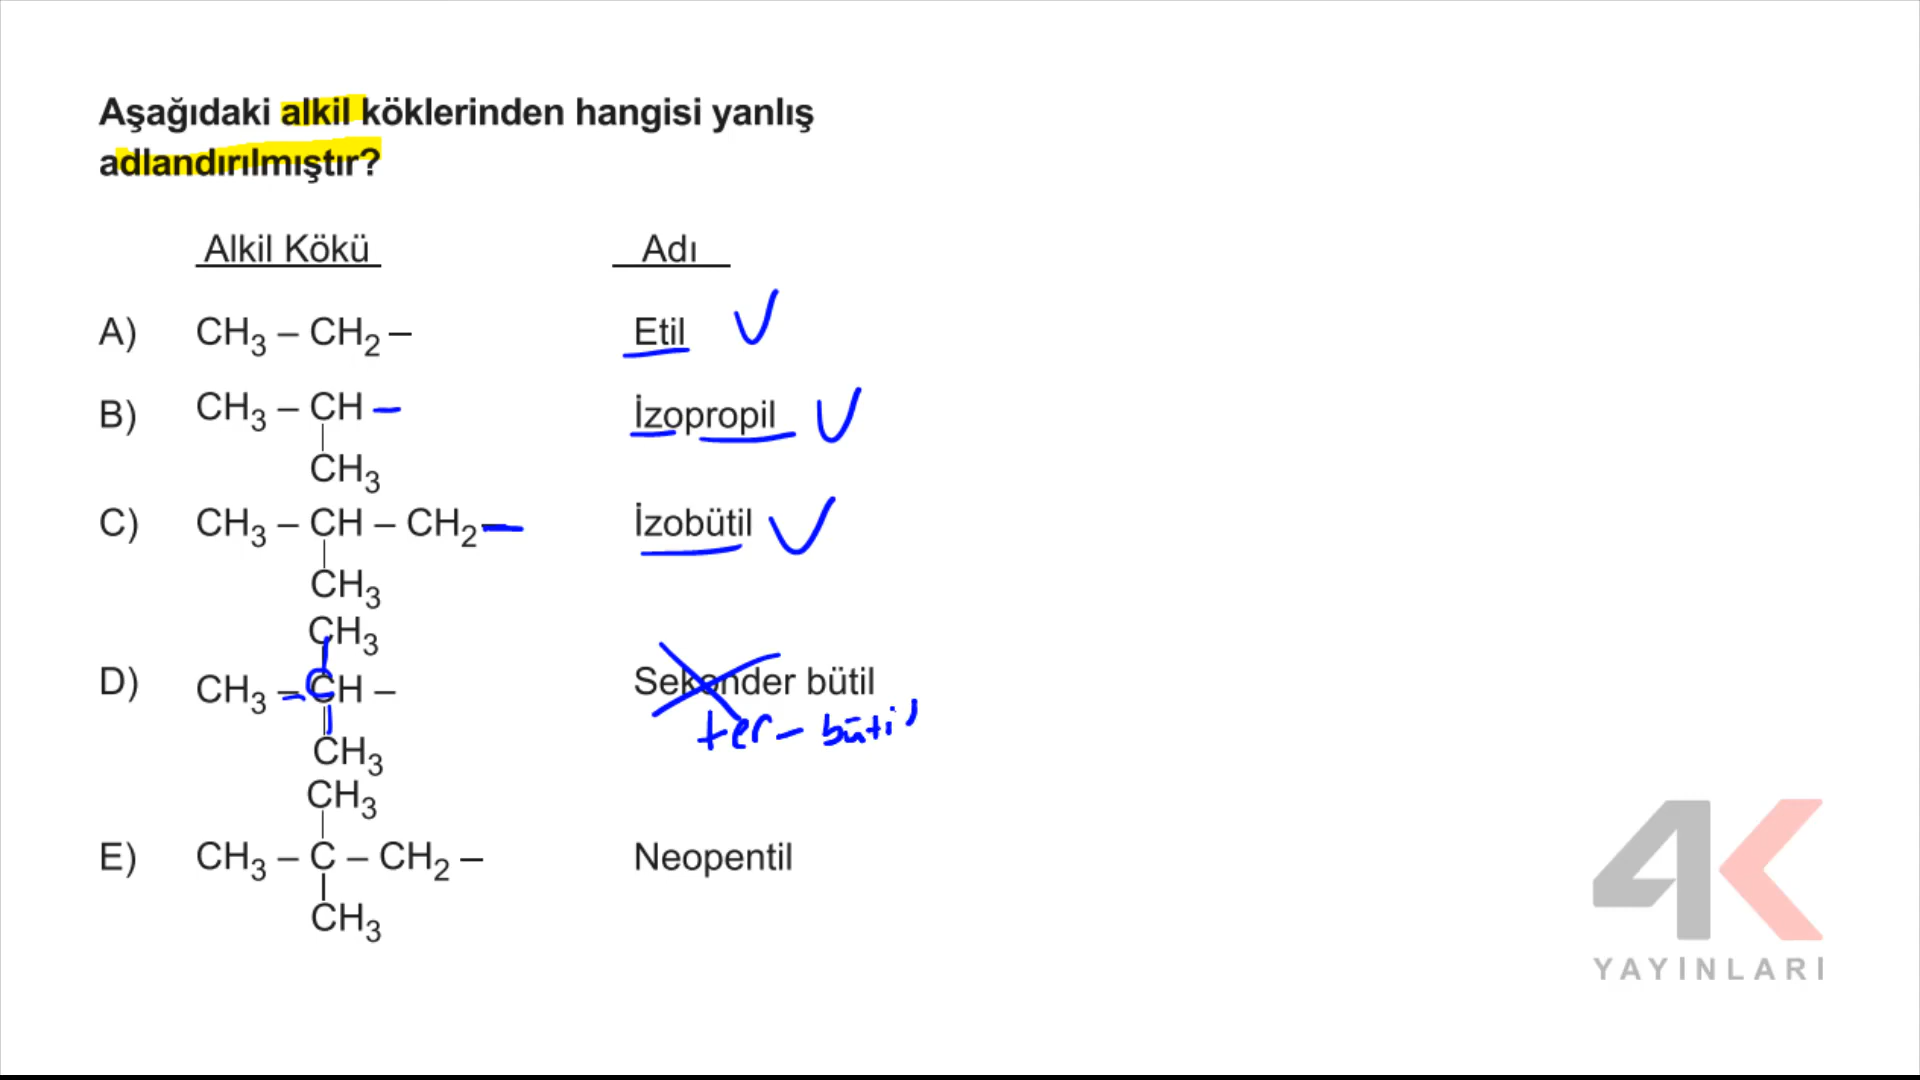 Aşağıdaki alkil köklerinden hangisi yanlış
adlandırılmıştır?
Alkil Kökü Adı
A) CH3 – CH2 – Etil
B) CH3 – CH – İzopropil
CH3
C) CH3 – CH – CH2 – İzobütil
CH3
CH3
D) CH3 – CH – Sekonder bütil
ter – bütil
CH3
CH3
E) CH3 – C – CH2 – Neopentil
CH3
4K
YAYINLARI